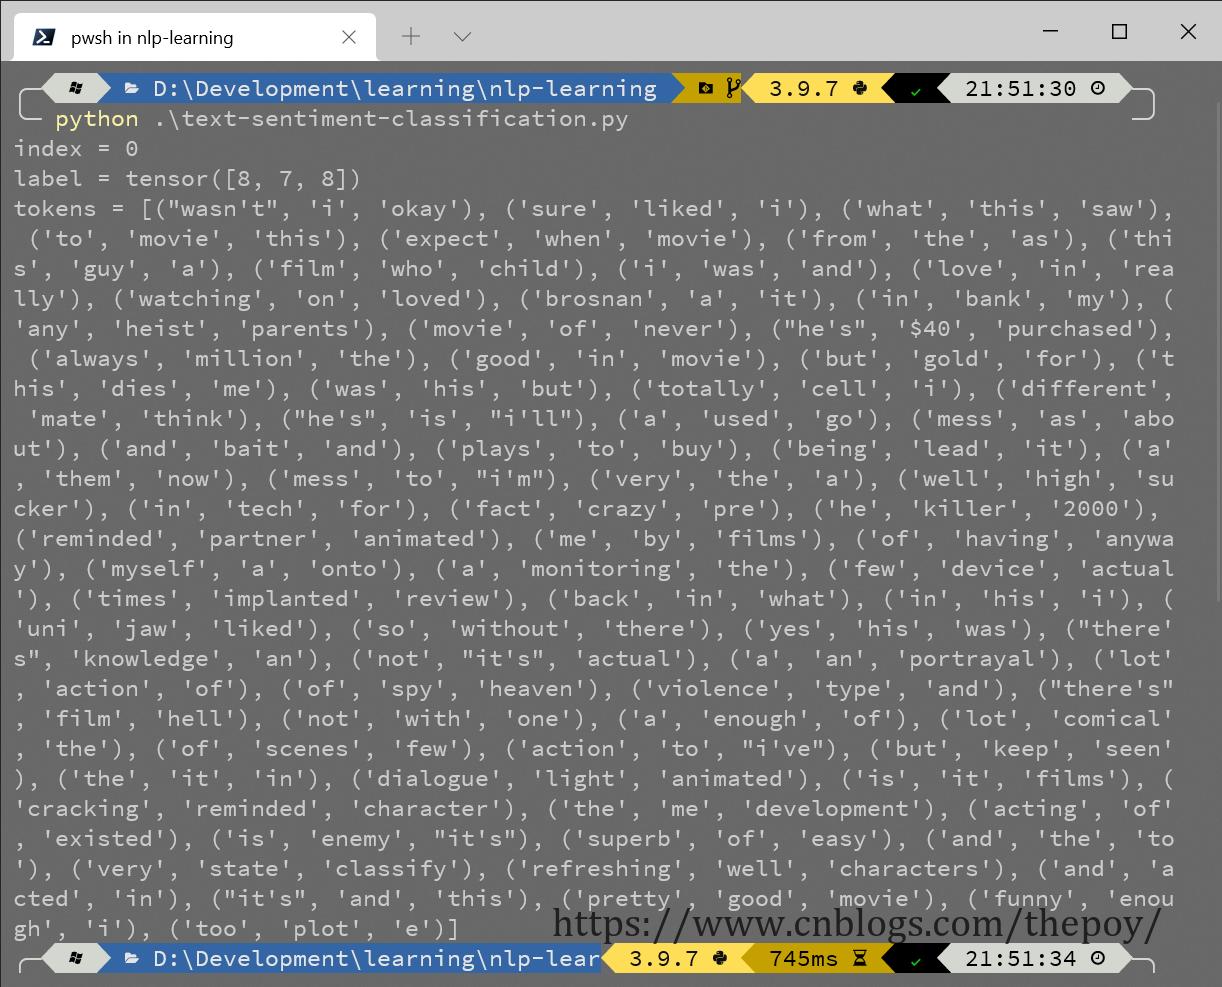 pwsh in nlp-learning
D:\Development\learning\nlp-learning 3.9.7 21:51:30
python .\text-sentiment-classification.py
index = 0
label = tensor([8, 7, 8])
tokens = [("wasn't", 'i', 'okay'), ('sure', 'liked', 'i'), ('what', 'this', 'saw'),
('to', 'movie', 'this'), ('expect', 'when', 'movie'), ('from', 'the', 'as'), ('thi
s', 'guy', 'a'), ('film', 'who', 'child'), ('i', 'was', 'and'), ('love', 'in', 'rea
lly'), ('watching', 'on', 'loved'), ('brosnan', 'a', 'it'), ('in', 'bank', 'my'), (
'any', 'heist', 'parents'), ('movie', 'of', 'never'), ("he's", '$40', 'purchased'),
('always', 'million', 'the'), ('good', 'in', 'movie'), ('but', 'gold', 'for'), ('t
his', 'dies', 'me'), ('was', 'his', 'but'), ('totally', 'cell', 'i'), ('different',
'mate', 'think'), ("he's", 'is', "i'll"), ('a', 'used', 'go'), ('mess', 'as', 'abo
ut'), ('and', 'bait', 'and'), ('plays', 'to', 'buy'), ('being', 'lead', 'it'), ('a'
, 'them', 'now'), ('mess', 'to', "i'm"), ('very', 'the', 'a'), ('well', 'high', 'su
cker'), ('in', 'tech', 'for'), ('fact', 'crazy', 'pre'), ('he', 'killer', '2000'),
('reminded', 'partner', 'animated'), ('me', 'by', 'films'), ('of', 'having', 'anywa
y'), ('myself', 'a', 'onto'), ('a', 'monitoring', 'the'), ('few', 'device', 'actual
'), ('times', 'implanted', 'review'), ('back', 'in', 'what'), ('in', 'his', 'i'), (
'uni', 'jaw', 'liked'), ('so', 'without', 'there'), ('yes', 'his', 'was'), ("there'
s", 'knowledge', 'an'), ('not', "it's", 'actual'), ('a', 'an', 'portrayal'), ('lot'
, 'action', 'of'), ('of', 'spy', 'heaven'), ('violence', 'type', 'and'), ("there's"
, 'film', 'hell'), ('not', 'with', 'one'), ('a', 'enough', 'of'), ('lot', 'comical'
, 'the'), ('of', 'scenes', 'few'), ('action', 'to', "i've"), ('but', 'keep', 'seen'
), ('the', 'it', 'in'), ('dialogue', 'light', 'animated'), ('is', 'it', 'films'), (
'cracking', 'reminded', 'character'), ('the', 'me', 'development'), ('acting', 'of'
, 'existed'), ('is', 'enemy', "it's"), ('superb', 'of', 'easy'), ('and', 'the', 'to
'), ('very', 'state', 'classify'), ('refreshing', 'well', 'characters'), ('and', 'a
cted', 'in'), ("it's", 'and', 'this'), ('pretty', 'good', 'movie'), ('funny', 'enou
gh', 'i'), ('too', 'plot', 'e')]
https://www.cnblogs.com/thepoy/
D:\Development\learning\nlp-lear 3.9.7 745ms 21:51:34